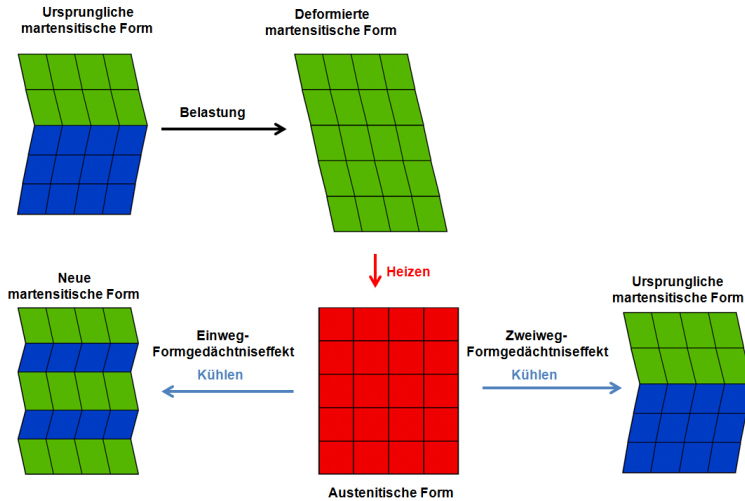 Ursprungliche
martensitische Form
Deformierte
martensitische Form
Belastung
Heizen
Neue
martensitische Form
Einweg-
Formgedächtniseffekt
Kühlen
Zweiweg-
Formgedächtniseffekt
Kühlen
Ursprungliche
martensitische Form
Austenitische Form